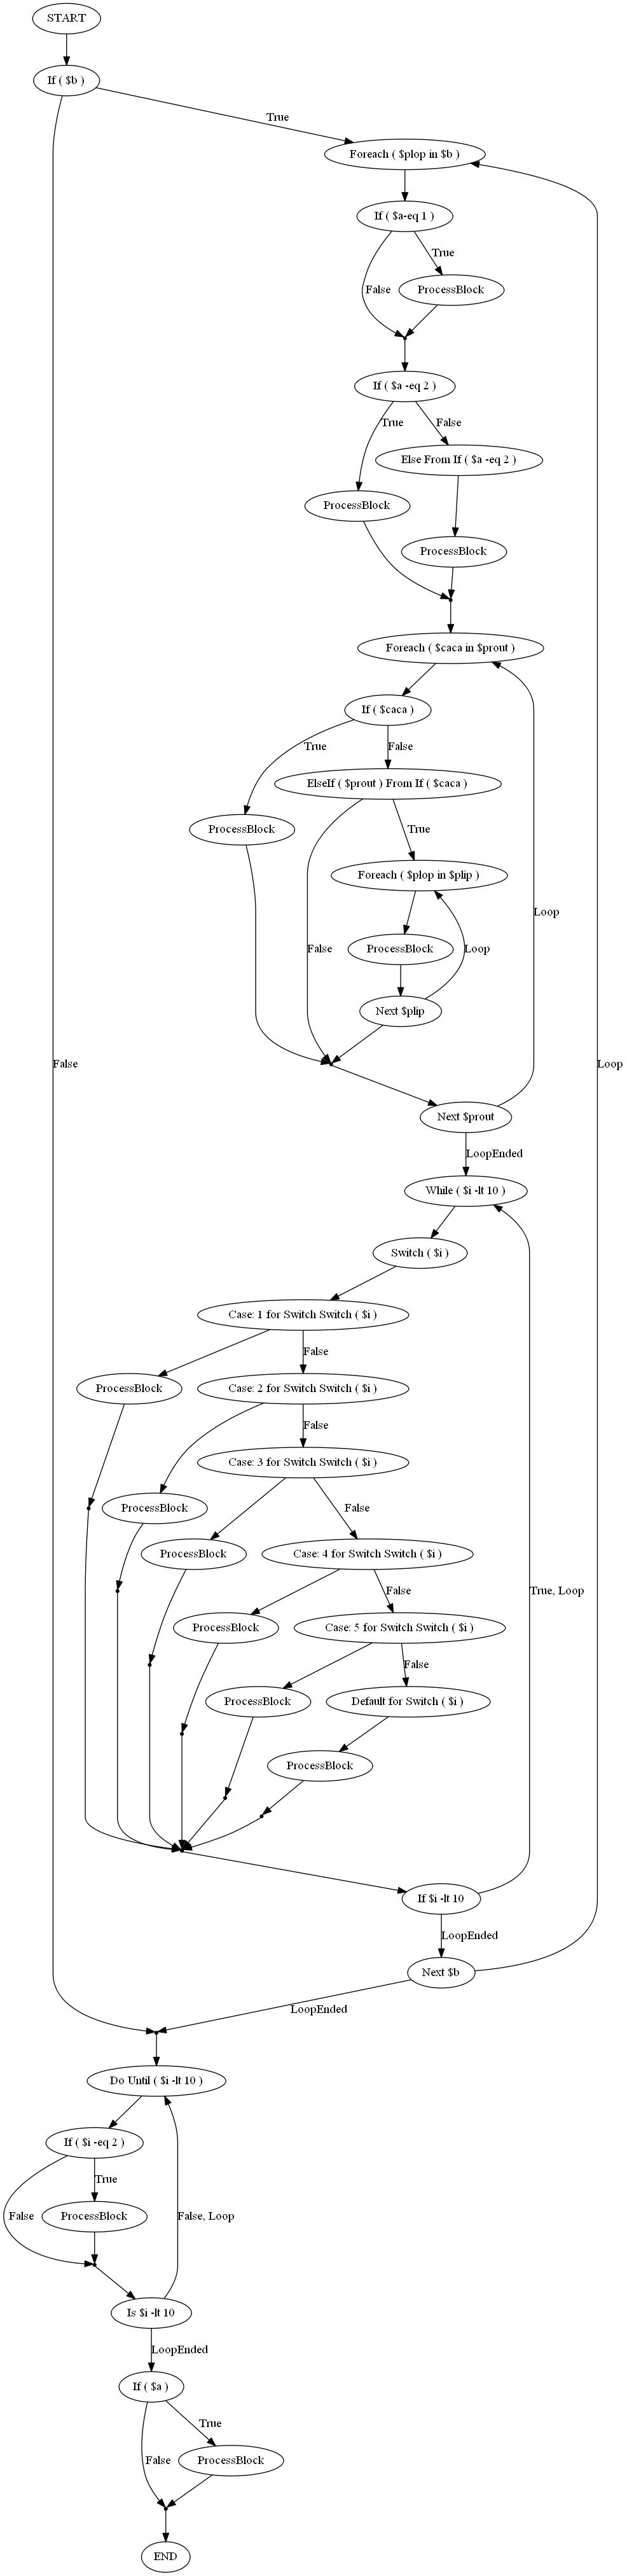 START
If ( $b )
True
Foreach ( $plop in $b )
If ( $a-eq 1 )
True
False
ProcessBlock
If ( $a -eq 2 )
True
False
Else From If ( $a -eq 2 )
ProcessBlock
ProcessBlock
Foreach ( $caca in $prout )
If ( $caca )
True
False
ElseIf ( $prout ) From If ( $caca )
ProcessBlock
True
Foreach ( $plop in $plip )
Loop
False
ProcessBlock
Loop
Next $plip
False
Loop
Next $prout
LoopEnded
While ( $i -lt 10 )
Switch ( $i )
Case: 1 for Switch Switch ( $i )
False
ProcessBlock
Case: 2 for Switch Switch ( $i )
False
Case: 3 for Switch Switch ( $i )
ProcessBlock
False
ProcessBlock
Case: 4 for Switch Switch ( $i )
False
True, Loop
ProcessBlock
Case: 5 for Switch Switch ( $i )
False
ProcessBlock
Default for Switch ( $i )
ProcessBlock
If $i -lt 10
LoopEnded
Next $b
LoopEnded
Do Until ( $i -lt 10 )
If ( $i -eq 2 )
True
False
ProcessBlock
False, Loop
Is $i -lt 10
LoopEnded
If ( $a )
True
False
ProcessBlock
END